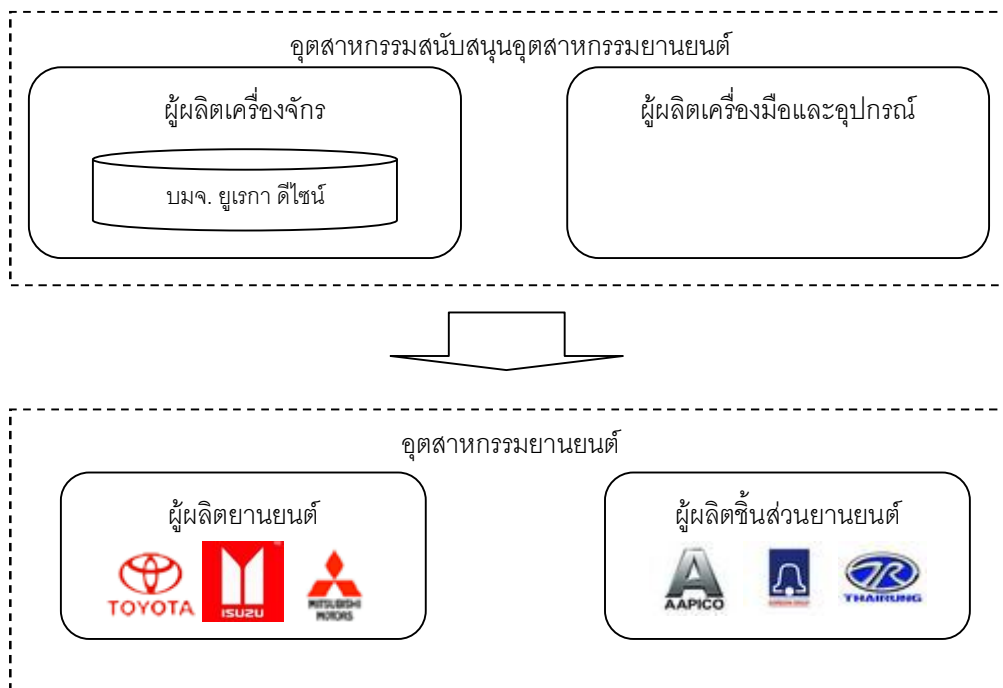 อุตสาหกรรมสนับสนุนอุตสาหกรรมยานยนต์
ผู้ผลิตเครื่องจักร
ผู้ผลิตเครื่องมือและอุปกรณ์
บมจ. ยูเรกา ดีไซน์
อุตสาหกรรมยานยนต์
ผู้ผลิตยานยนต์
ผู้ผลิตชิ้นส่วนยานยนต์
TOYOTA
ISUZU
MITSUBISHI
MOTORS
AAPICO
THAIRUNG